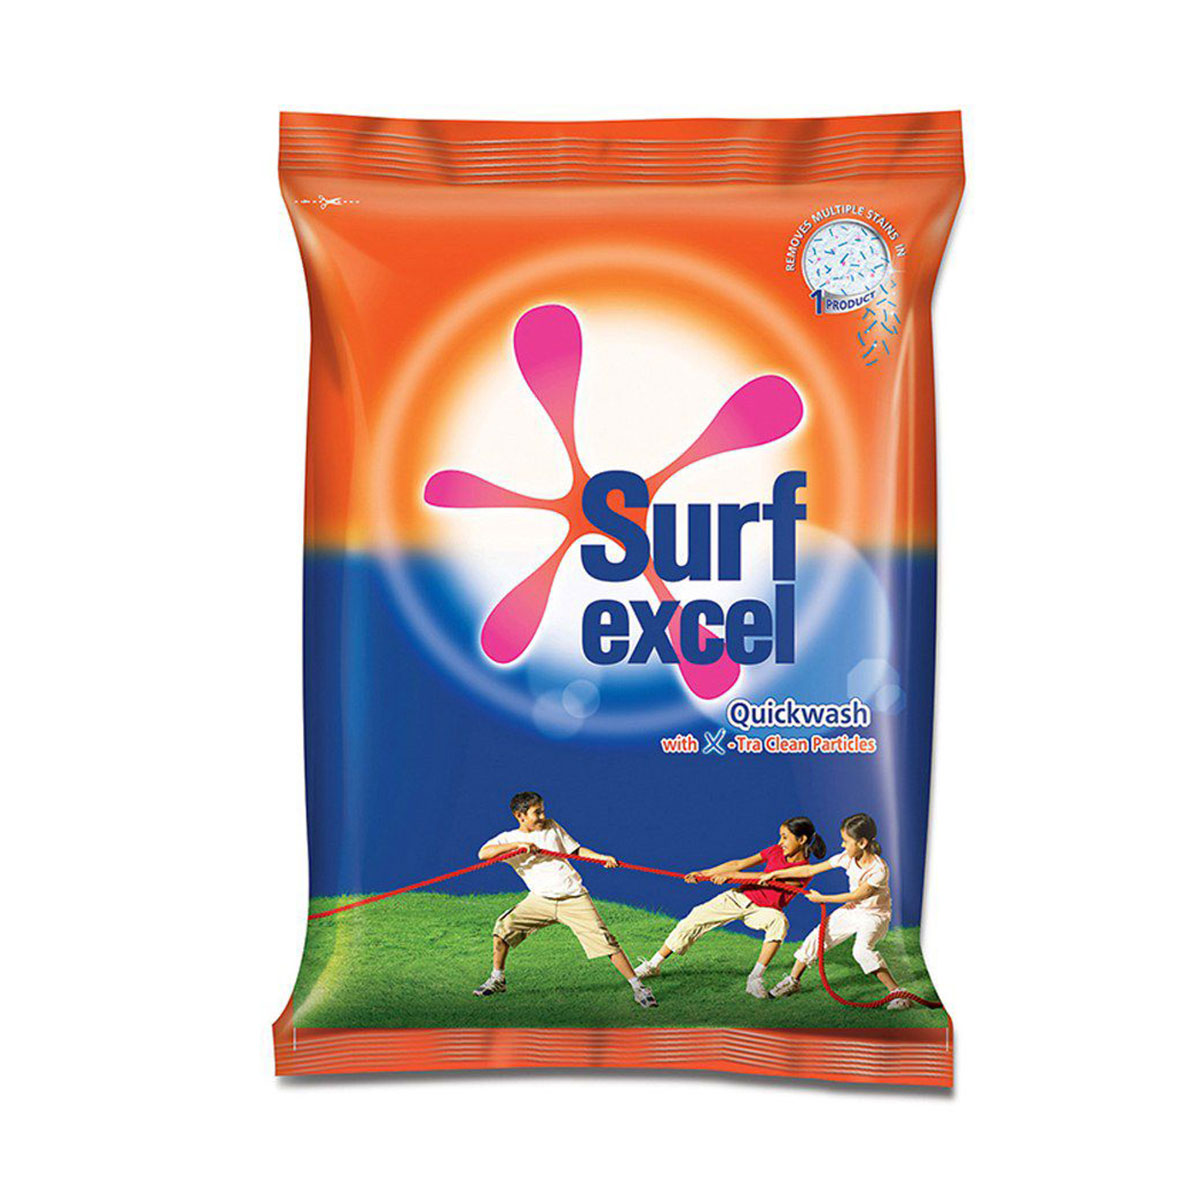 REMOVES MULTIPLE STAINS IN
1 PRODUCT
Surf
excel
Quickwash
with X-Tra Clean Particles